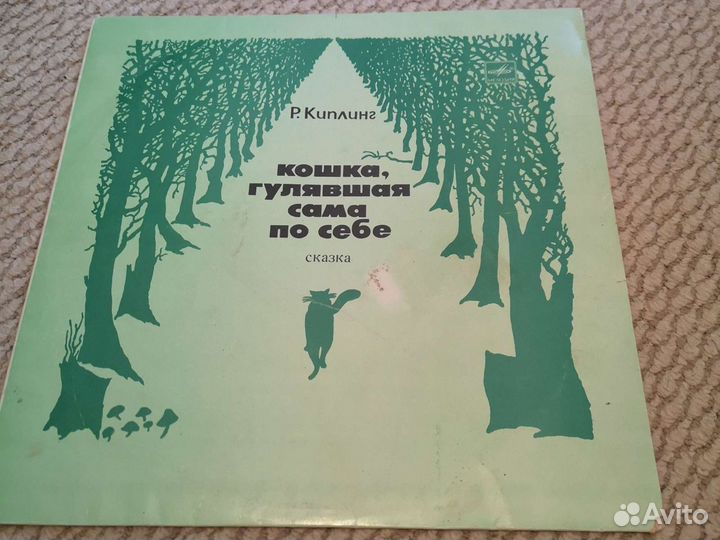 Р. Киплинг
кошка,
гулявшая
сама
по себе
сказка
Avito